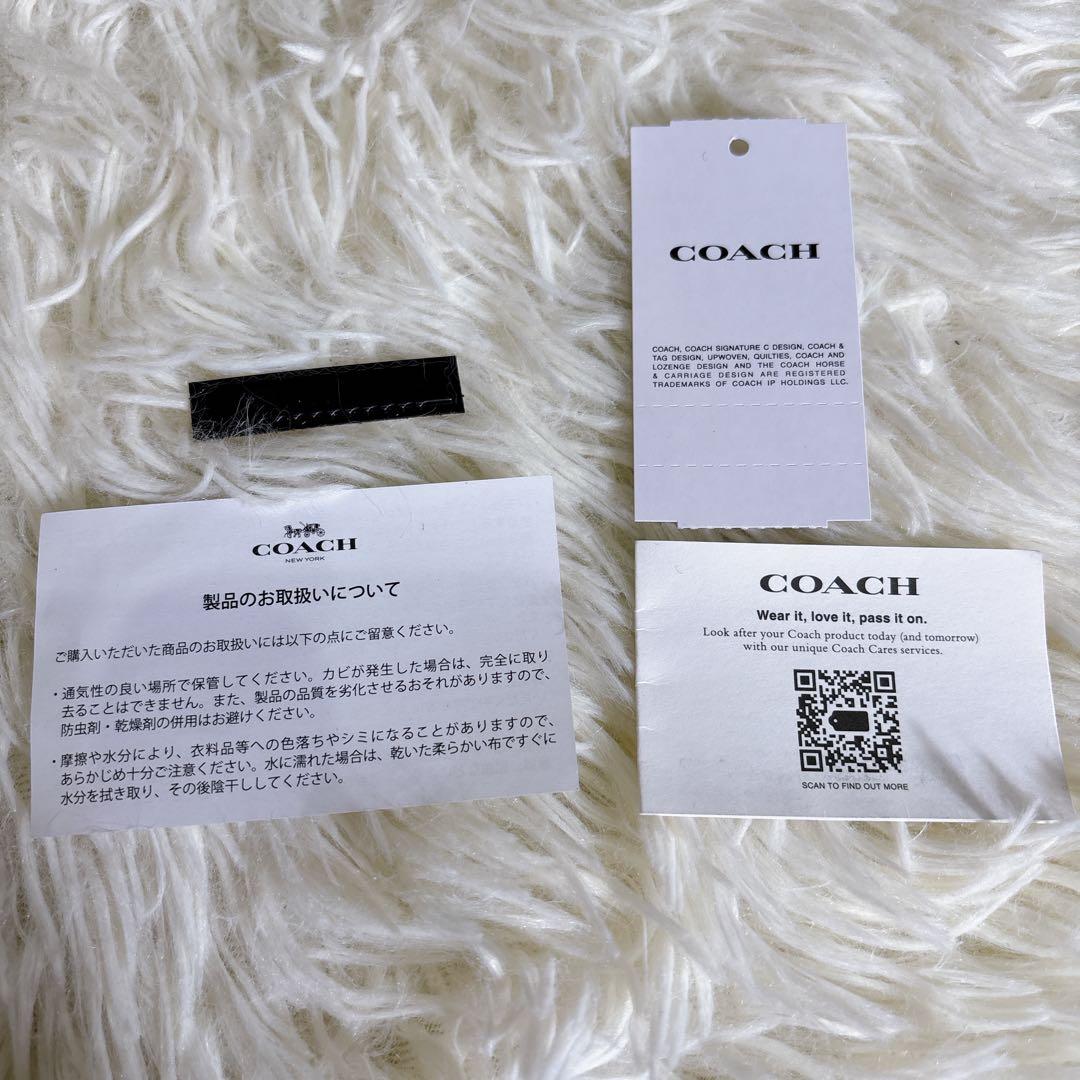 COACH
COACH, COACH SIGNATURE C DESIGN, COACH &
TAG DESIGN, UPWOVEN, QUILTIES, COACH AND
LOZENGE DESIGN AND THE COACH HORSE
& CARRIAGE DESIGN ARE REGISTERED
TRADEMARKS OF COACH IP HOLDINGS LLC.
COACH
NEW YORK
製品のお取扱いについて
ご購入いただいた商品のお取扱いには以下の点にご留意ください。
・通気性の良い場所で保管してください。カビが発生した場合は、完全に取り
去ることはできません。また、製品の品質を劣化させるおそれがありますので、
防虫剤・乾燥剤の併用はお避けください。
・摩擦や水分により、衣料品等への色落ちやシミになることがありますので、
あらかじめ十分ご注意ください。水に濡れた場合は、乾いた柔らかい布ですぐに
水分を拭き取り、その後陰干ししてください。
COACH
Wear it, love it, pass it on.
Look after your Coach product today (and tomorrow)
with our unique Coach Cares services.
SCAN TO FIND OUT MORE